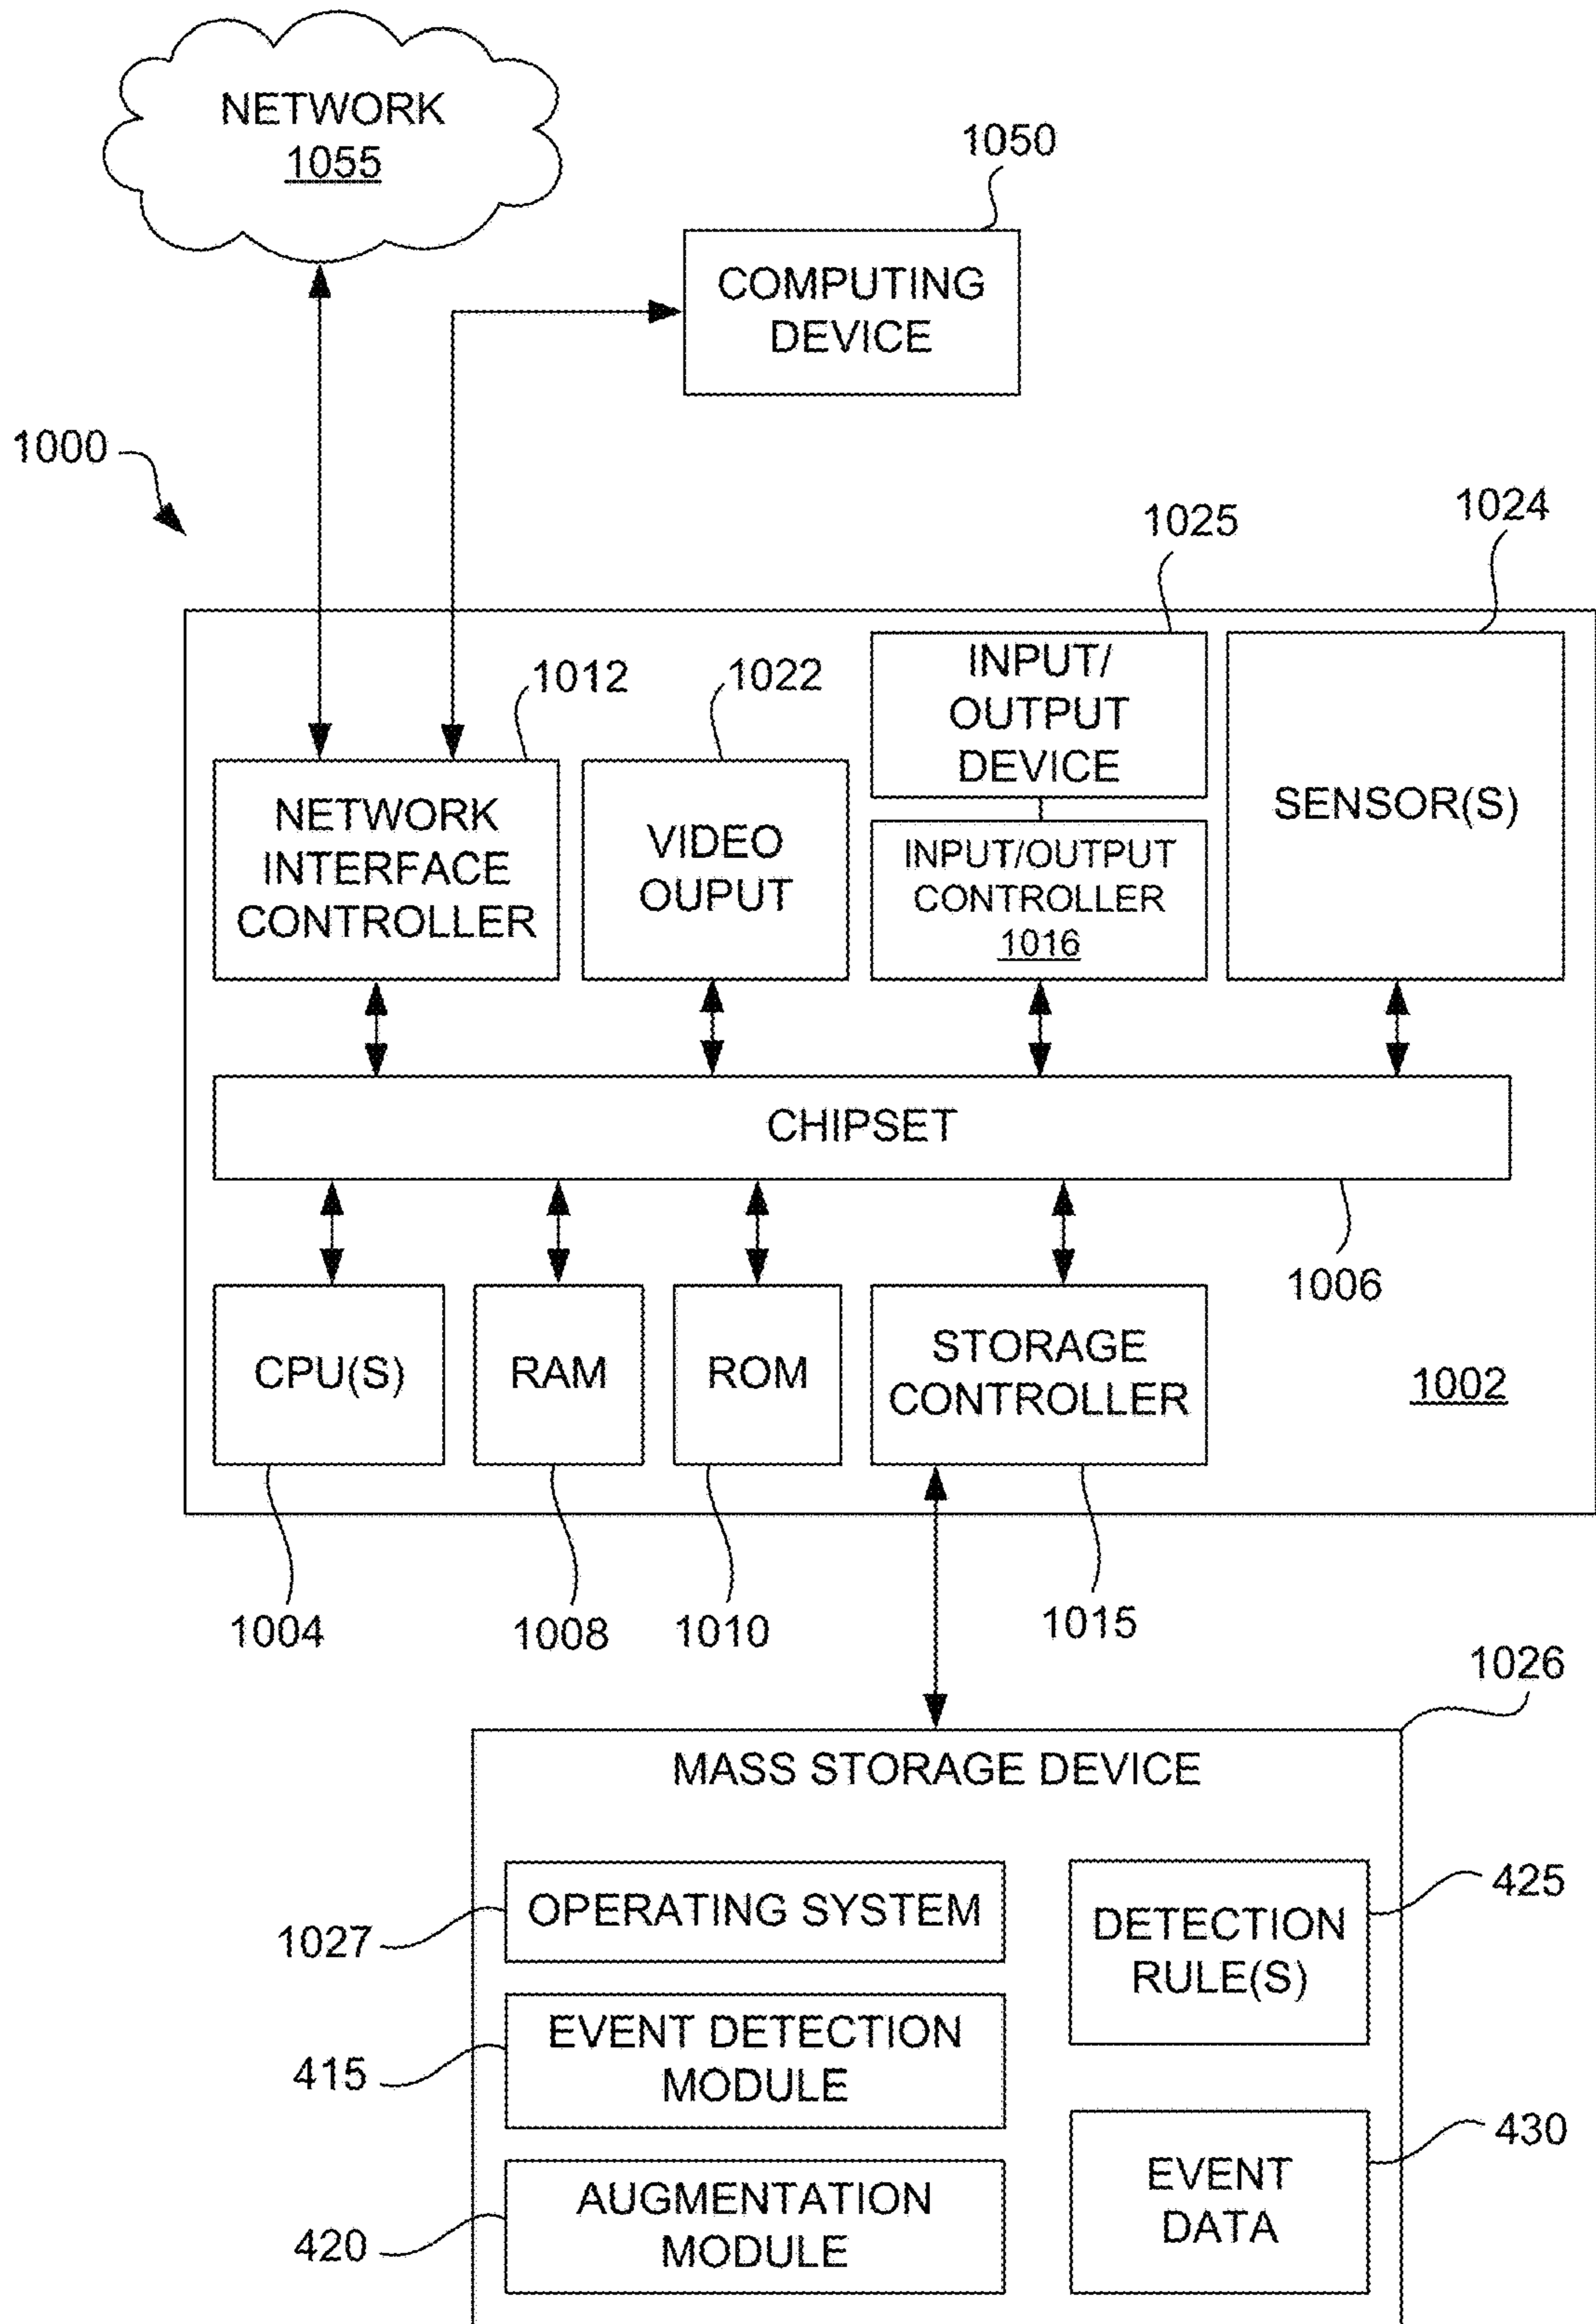 NETWORK
1055
1050
COMPUTING
DEVICE
1000
1025
1024
1012
1022
INPUT/
OUTPUT
DEVICE
SENSOR(S)
NETWORK
INTERFACE
CONTROLLER
VIDEO
OUPUT
INPUT/OUTPUT
CONTROLLER
1016
CHIPSET
1006
CPU(S)
RAM
ROM
STORAGE
CONTROLLER
1002
1004
1008
1010
1015
1026
MASS STORAGE DEVICE
OPERATING SYSTEM
1027
DETECTION
RULE(S)
425
EVENT DETECTION
MODULE
415
EVENT
DATA
430
AUGMENTATION
MODULE
420